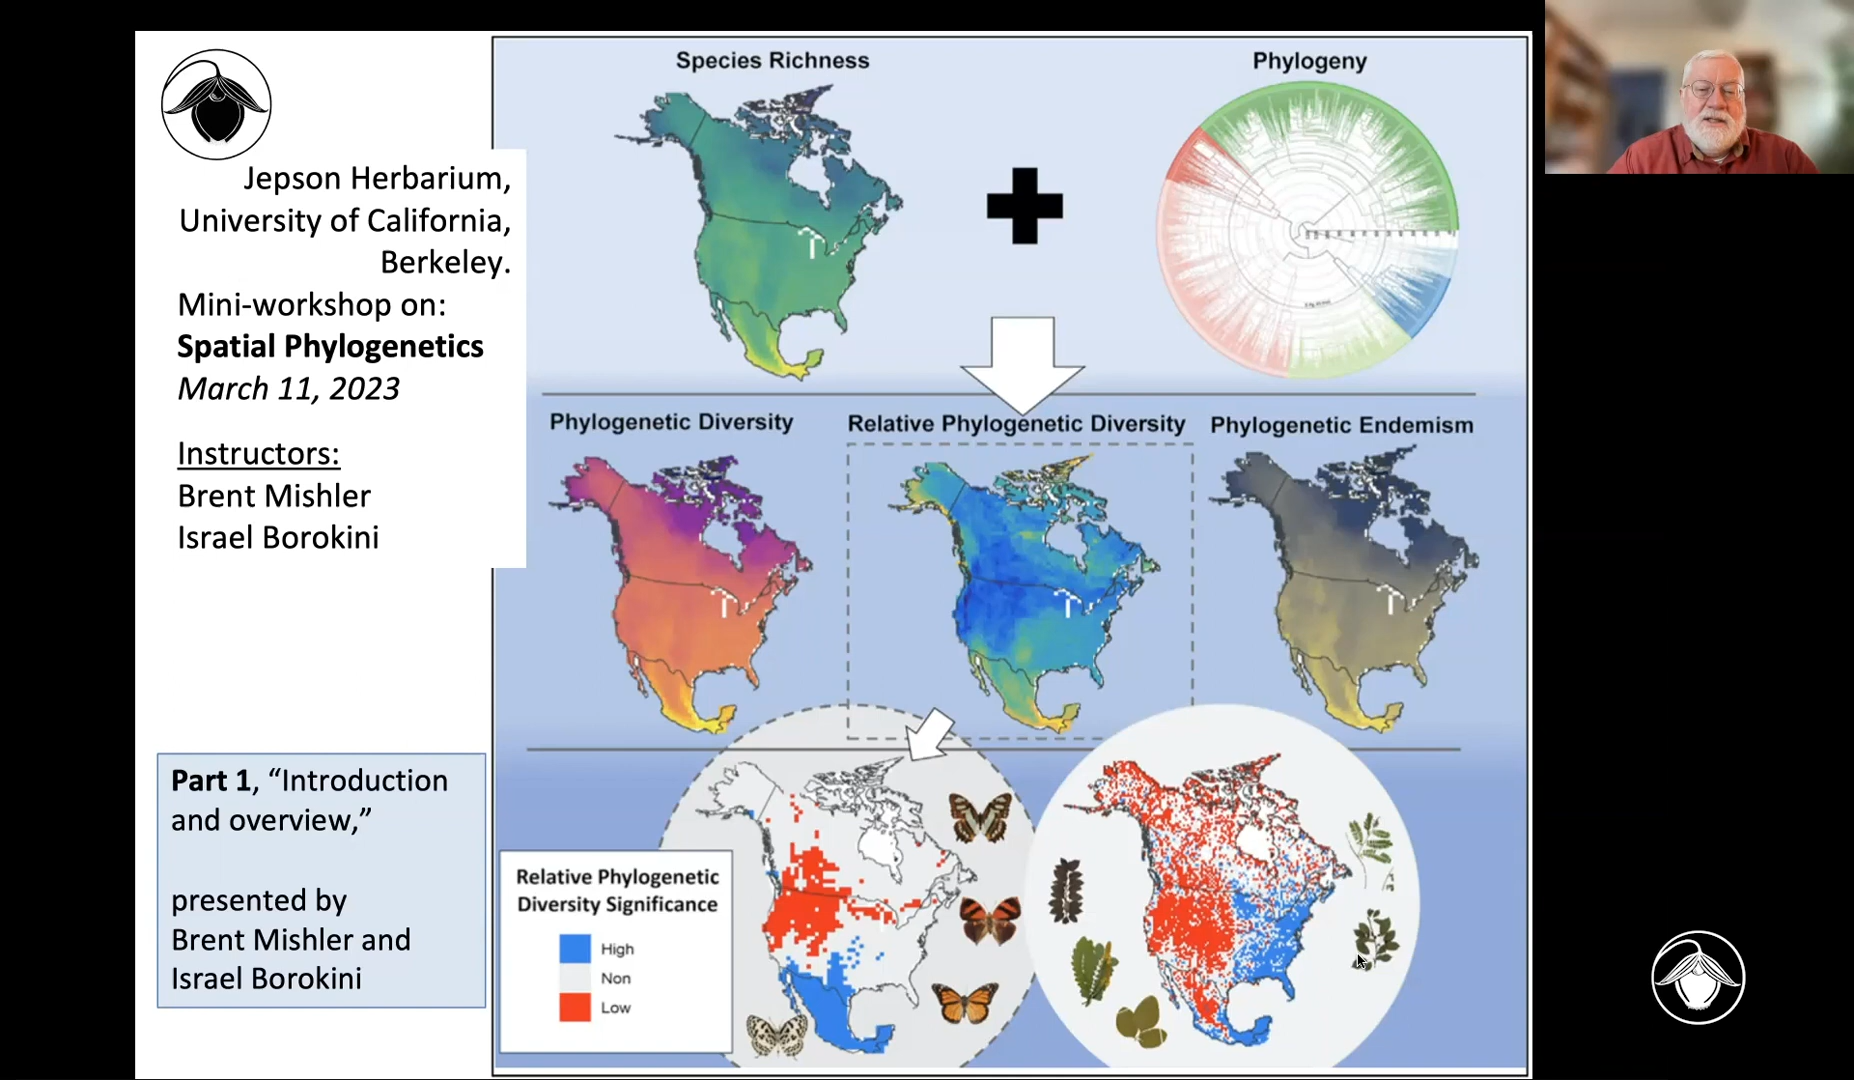 Jepson Herbarium,
University of California,
Berkeley.
Mini-workshop on:
Spatial Phylogenetics
March 11, 2023
Instructors:
Brent Mishler
Israel Borokini
Part 1, “Introduction
and overview,”
presented by
Brent Mishler and
Israel Borokini
Species Richness
Phylogeny
Phylogenetic Diversity
Relative Phylogenetic Diversity
Phylogenetic Endemism
Relative Phylogenetic
Diversity Significance
High
Non
Low